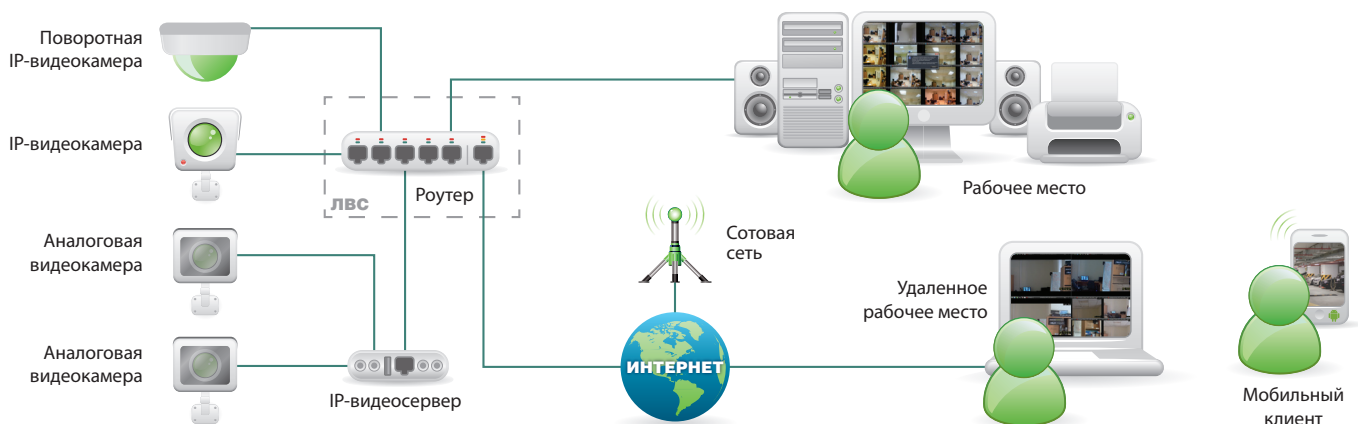 Поворотная
IP-видеокамера
IP-видеокамера
Роутер
ЛВС
Рабочее место
Аналоговая
видеокамера
Сотовая
сеть
Удаленное
рабочее место
Аналоговая
видеокамера
ИНТЕРНЕТ
IP-видеосервер
Мобильный
клиент